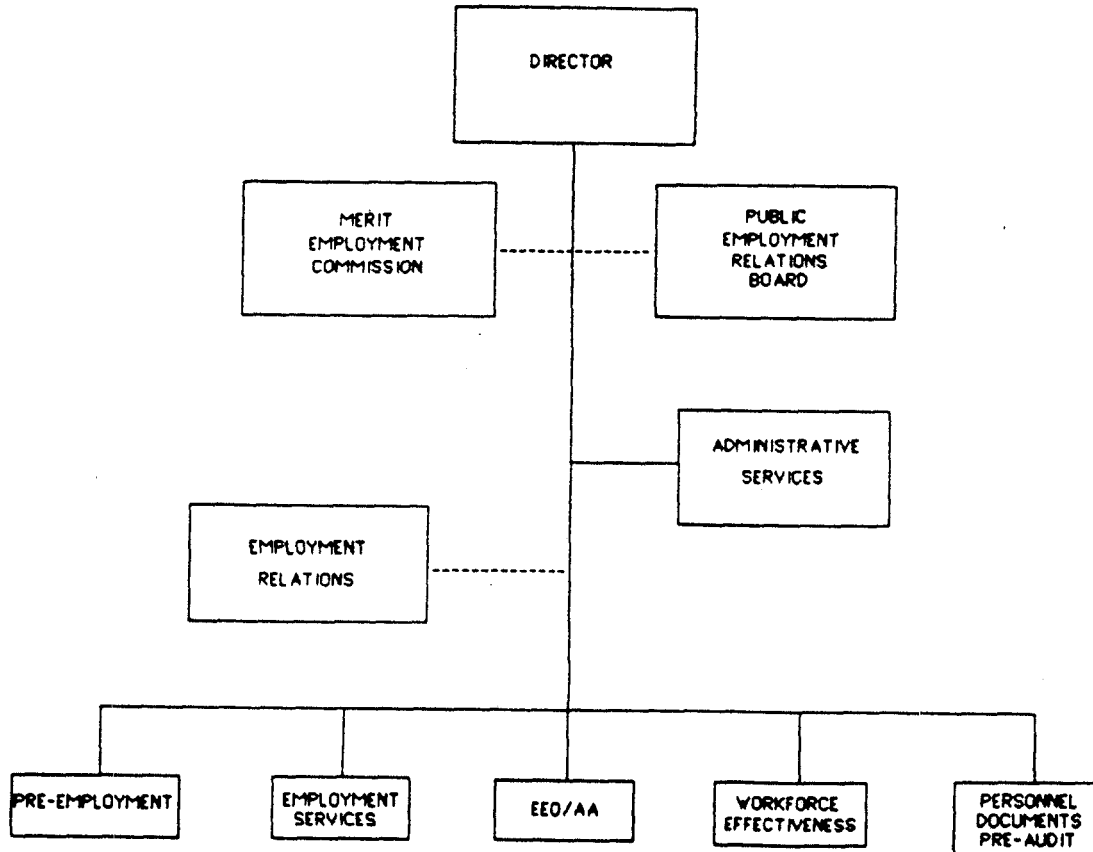 DIRECTOR
MERIT
EMPLOYMENT
COMMISSION
PUBLIC
EMPLOYMENT
RELATIONS
BOARD
ADMINISTRATIVE
SERVICES
EMPLOYMENT
RELATIONS
PRE-EMPLOYMENT
EMPLOYMENT
SERVICES
EEO/AA
WORKFORCE
EFFECTIVENESS
PERSONNEL
DOCUMENTS
PRE-AUDIT